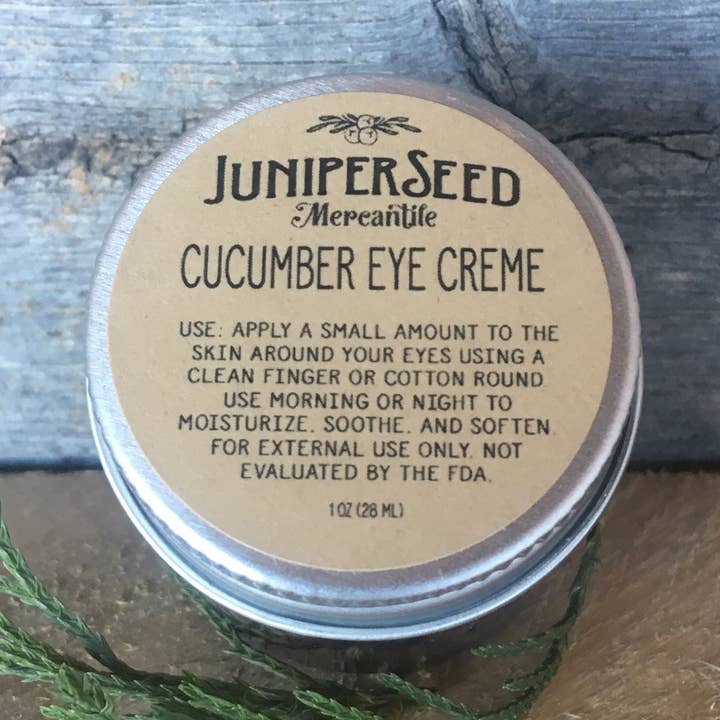 JUNIPERSEED
Mercantile
CUCUMBER EYE CREME
USE: APPLY A SMALL AMOUNT TO THE
SKIN AROUND YOUR EYES USING A
CLEAN FINGER OR COTTON ROUND.
USE MORNING OR NIGHT TO
MOISTURIZE, SOOTHE, AND SOFTEN.
FOR EXTERNAL USE ONLY. NOT
EVALUATED BY THE FDA.
1 OZ (28 ML)